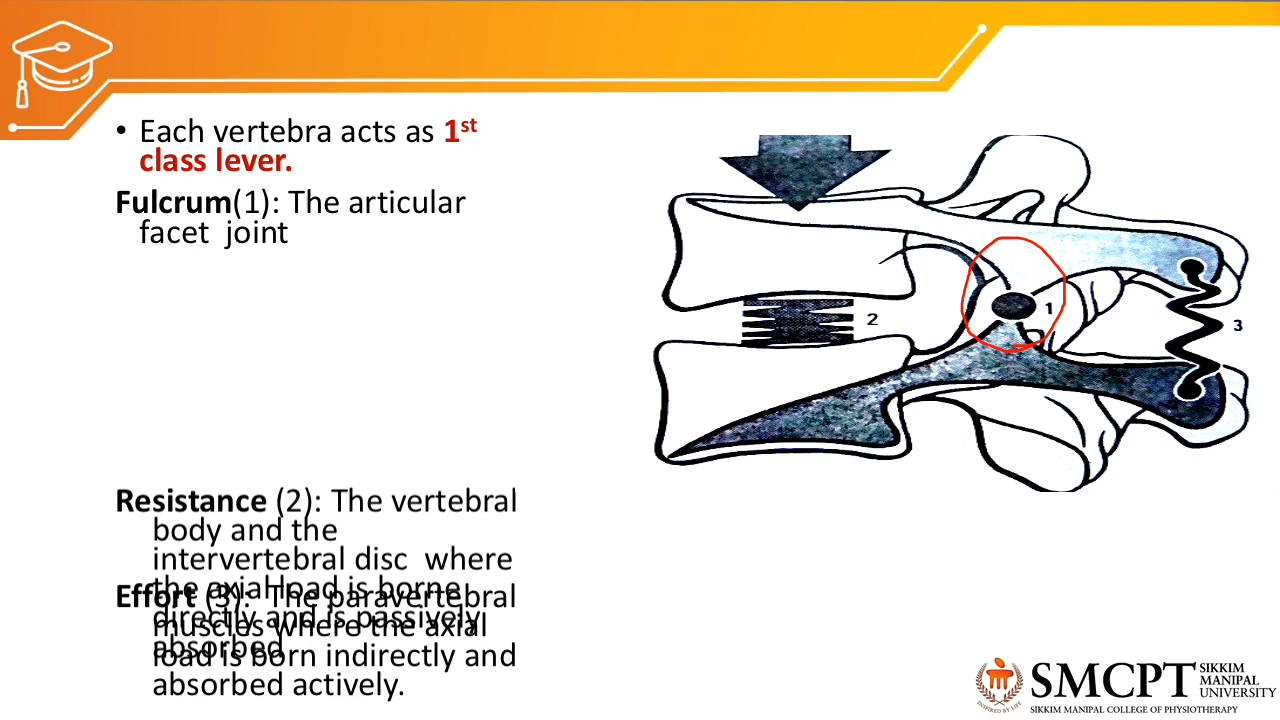 • Each vertebra acts as 1st
class lever.
Fulcrum(1): The articular
facet joint
Resistance (2): The vertebral
body and the
intervertebral disc where
the axial load is borne
directly and is passively
absorbed
Effort (3): The paravertebral
muscles where the axial
load is born indirectly and
absorbed actively.
1
2
3
SMCPT
SIKKIM
MANIPAL
UNIVERSITY
INSPIRED BY LIFE
SIKKIM MANIPAL COLLEGE OF PHYSIOTHERAPY